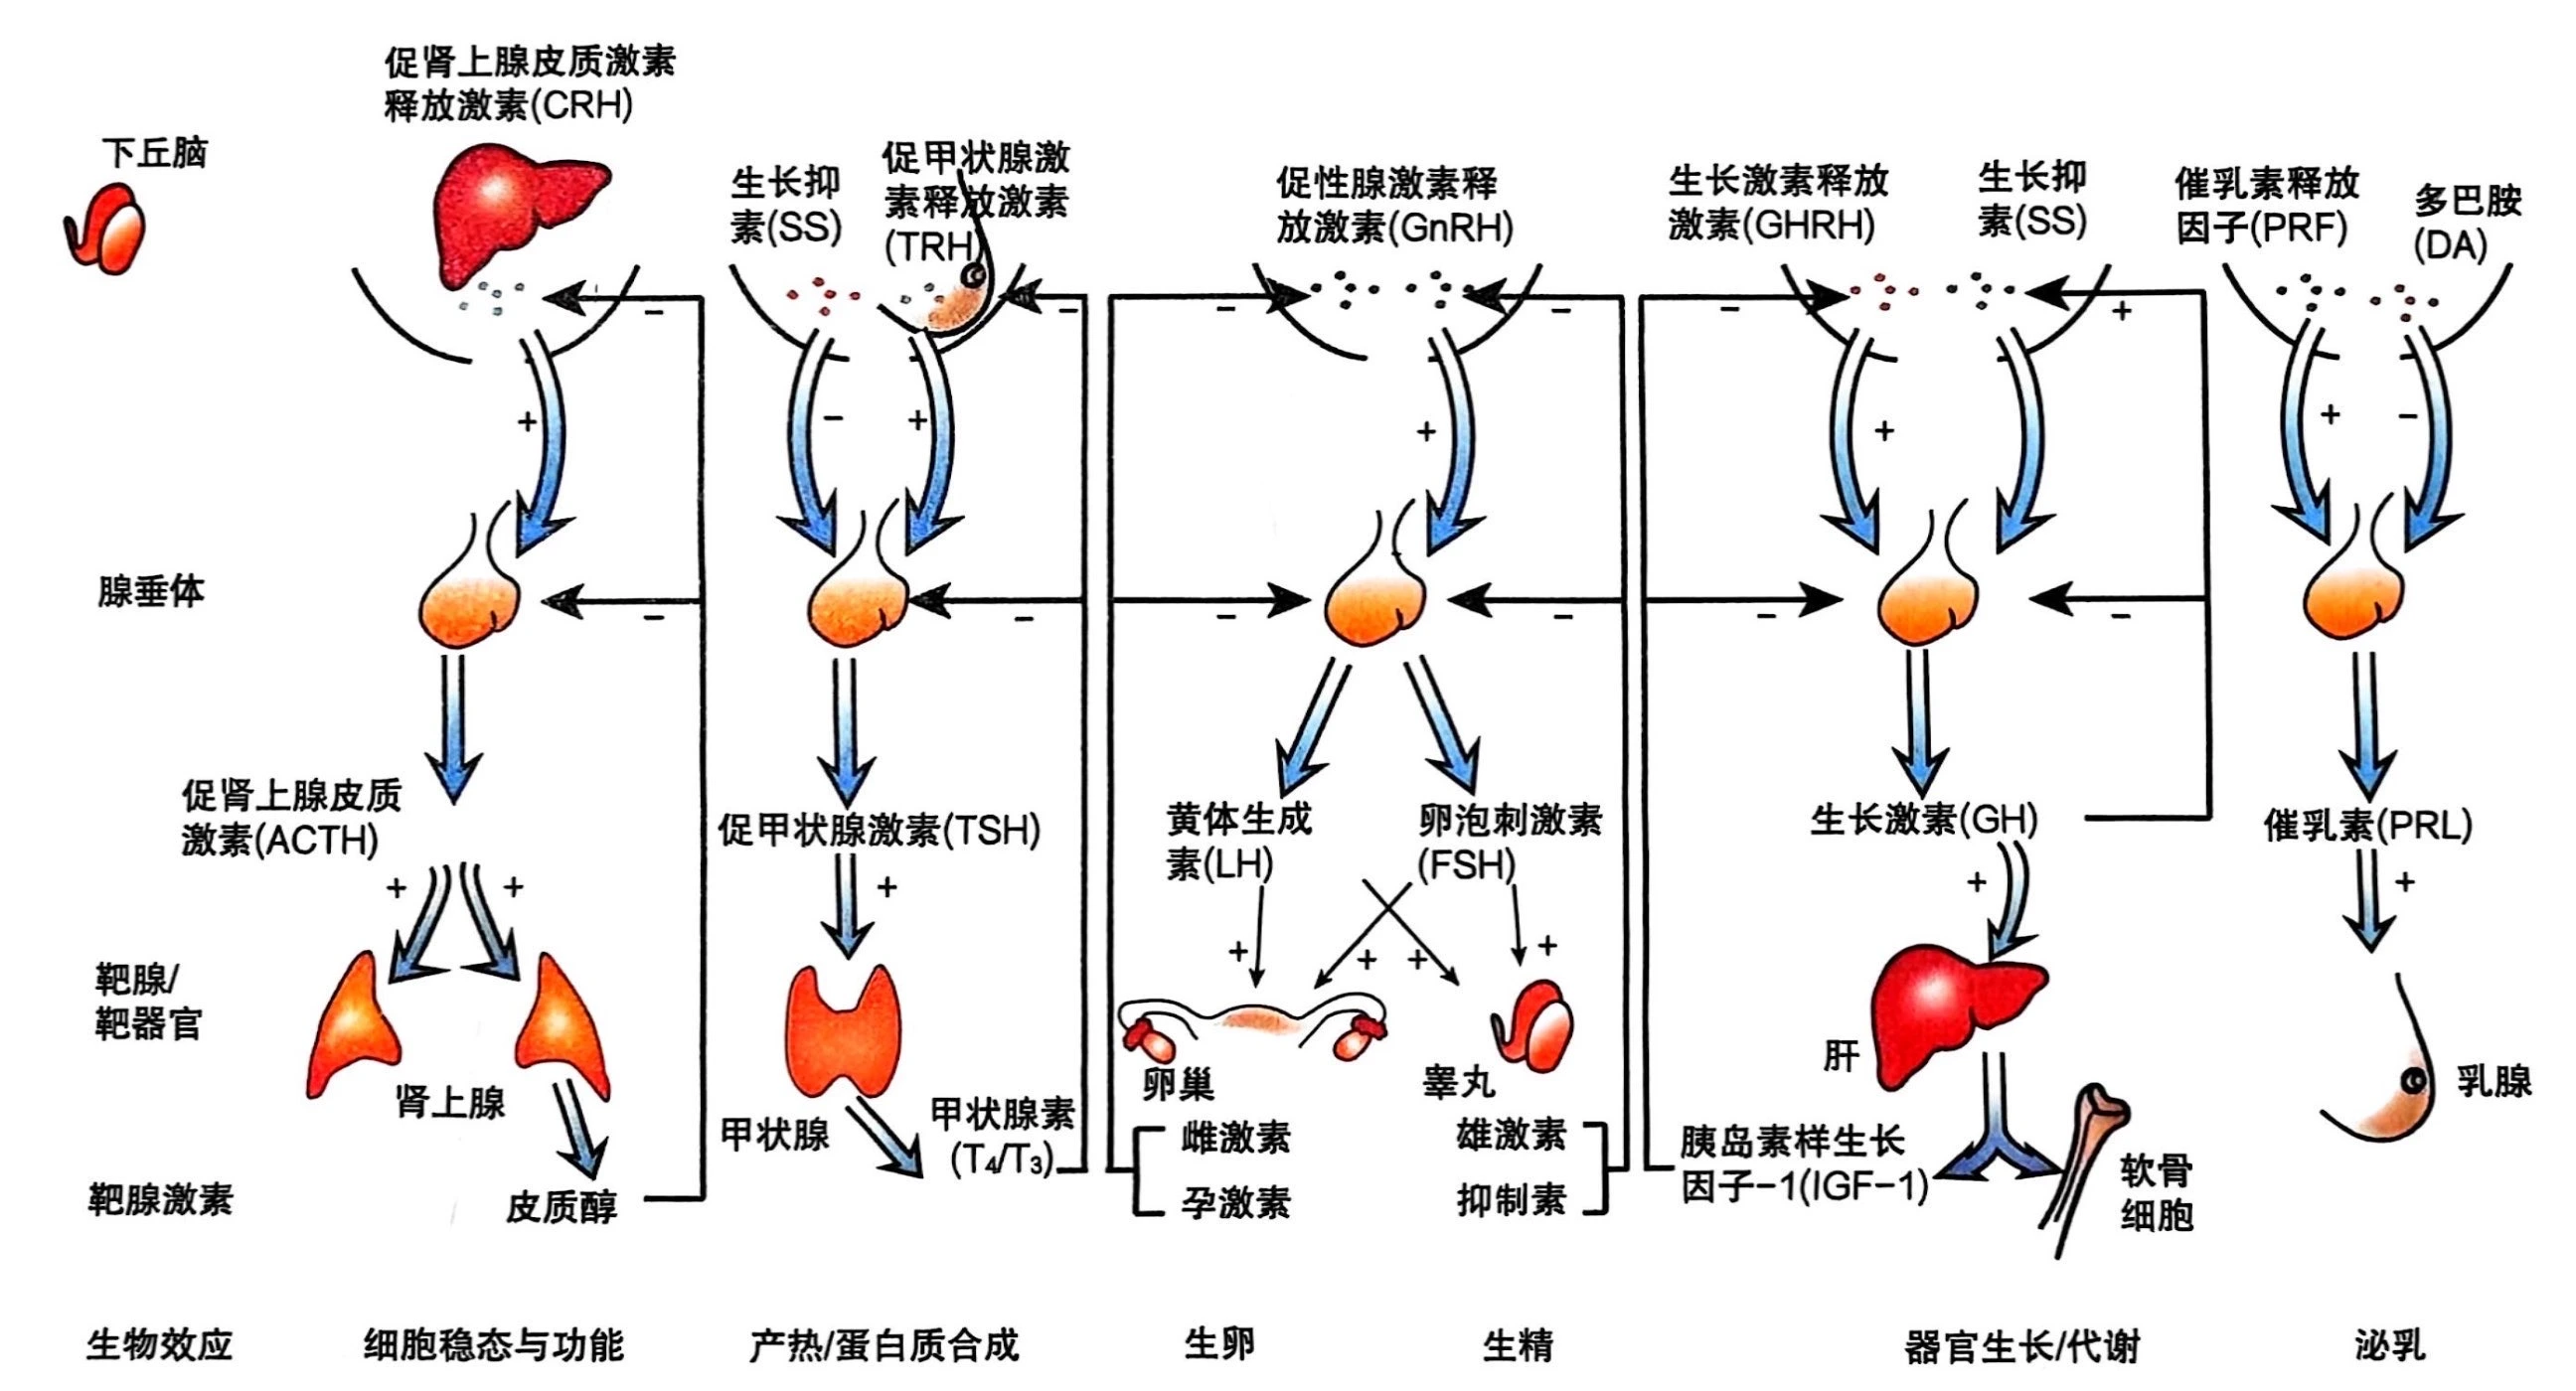 促肾上腺皮质激素
释放激素(CRH)
下丘脑
生长抑
素(SS)
促甲状腺激
素释放激素
(TRH)
促性腺激素释
放激素(GnRH)
生长激素释放
激素(GHRH)
生长抑
素(SS)
催乳素释放
因子(PRF)
多巴胺
(DA)
− − − − − +
+ − + + + + −
腺垂体
− − − − − −
促肾上腺皮质
激素(ACTH)
促甲状腺激素(TSH)
黄体生成
素(LH)
卵泡刺激素
(FSH)
生长激素(GH)
催乳素(PRL)
+ + + + + + + + +
靶腺/
靶器官
肾上腺
甲状腺
卵巢
睾丸
肝
乳腺
靶腺激素
皮质醇
甲状腺素
(T₄/T₃)
雌激素
孕激素
雄激素
抑制素
胰岛素样生长
因子−1(IGF−1)
软骨
细胞
生物效应
细胞稳态与功能
产热/蛋白质合成
生卵
生精
器官生长/代谢
泌乳